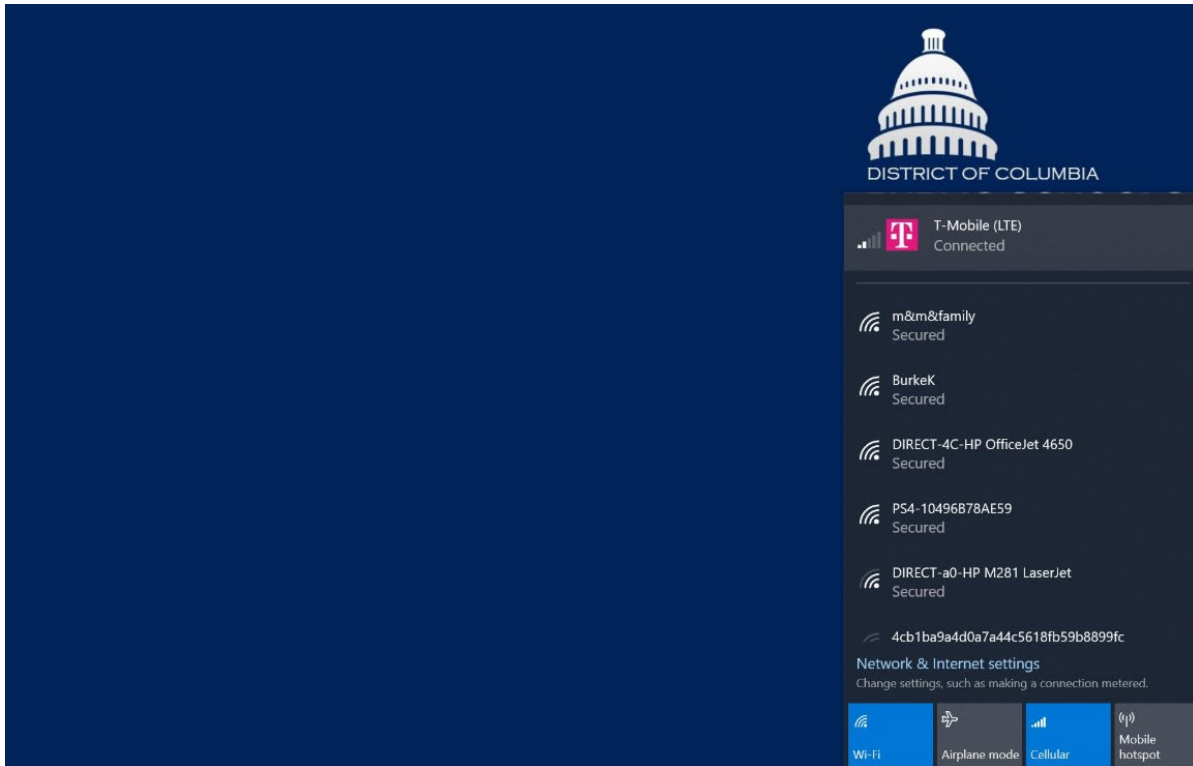 DISTRICT OF COLUMBIA
T-Mobile (LTE)
Connected
m&m&family
Secured
BurkeK
Secured
DIRECT-4C-HP OfficeJet 4650
Secured
PS4-10496B78AE59
Secured
DIRECT-a0-HP M281 LaserJet
Secured
4cb1ba9a4d0a7a44c5618fb59b8899fc
Network & Internet settings
Change settings, such as making a connection metered.
Wi-Fi
Airplane mode
Cellular
Mobile
hotspot